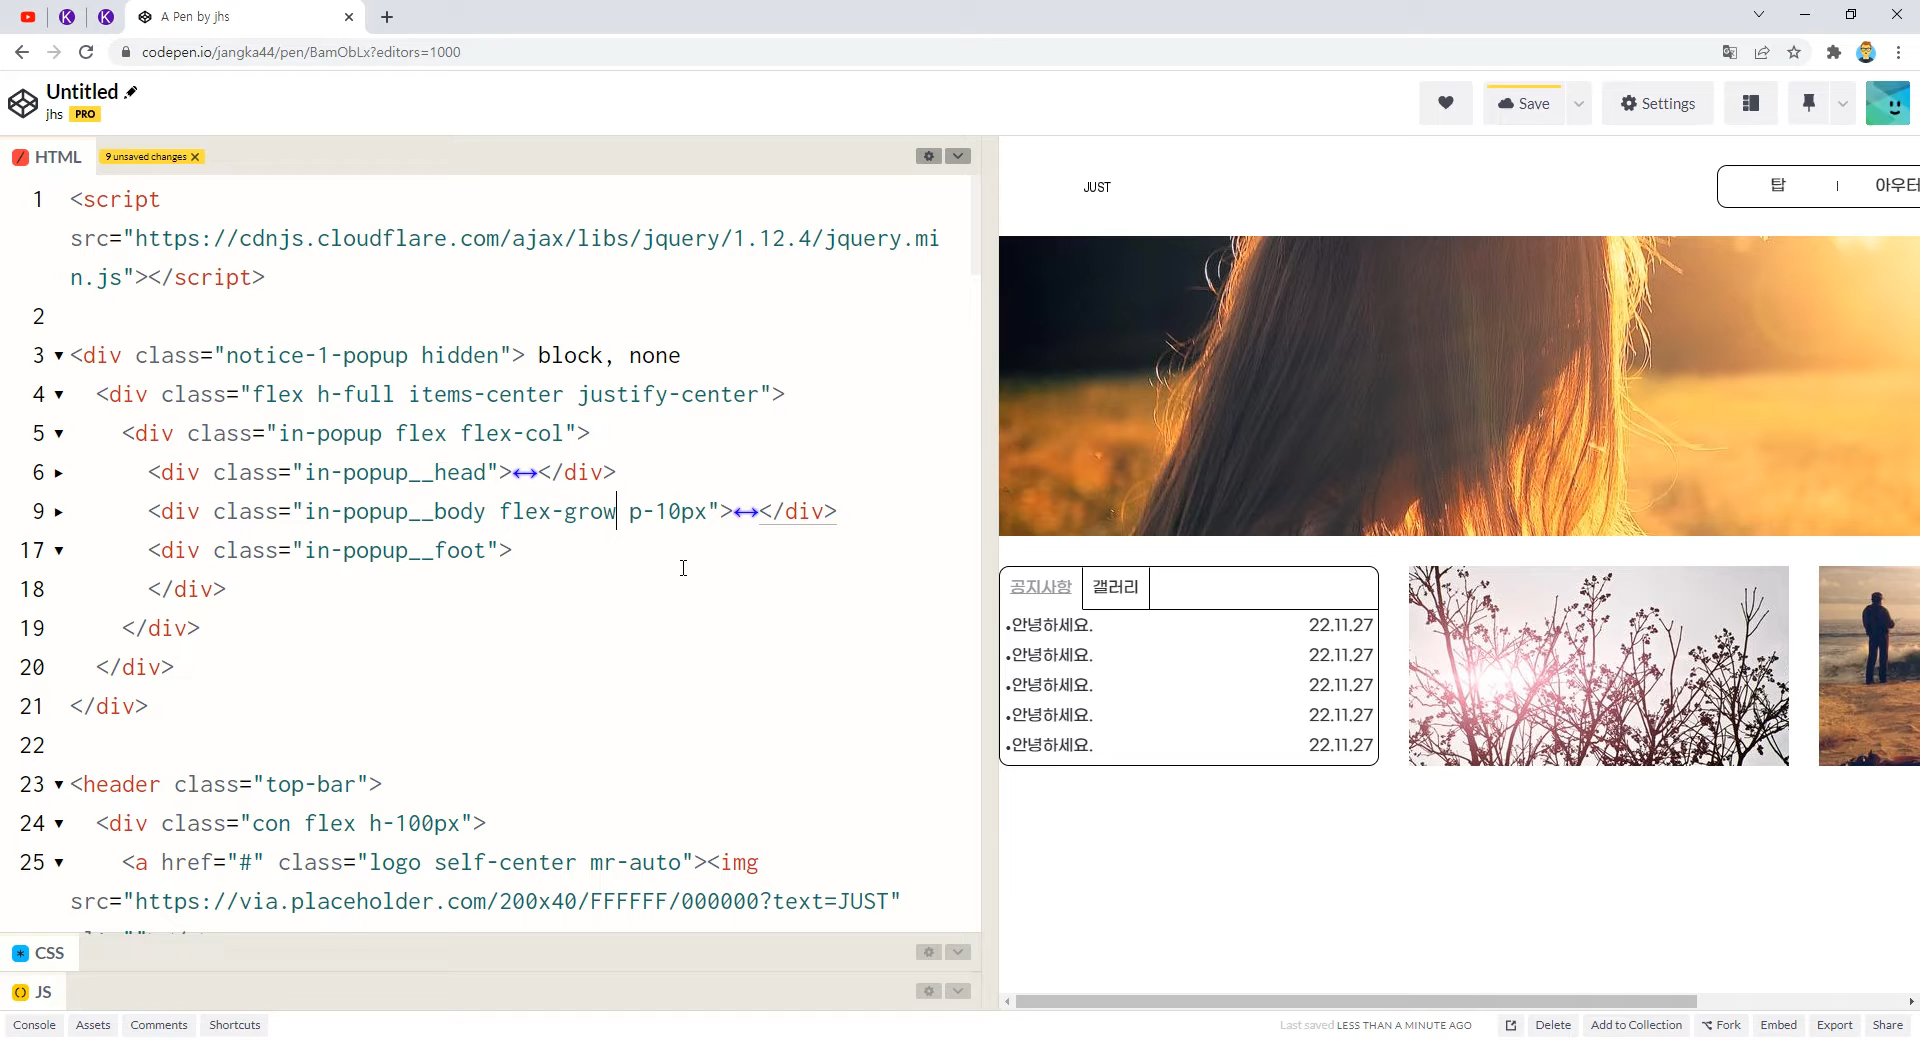 A Pen by jhs
codepen.io/jangka44/pen/BamObLx?editors=1000
Untitled
jhs PRO
Save
Settings
HTML
9 unsaved changes
1 <script
src="https://cdnjs.cloudflare.com/ajax/libs/jquery/1.12.4/jquery.mi
n.js"></script>
2
3 <div class="notice-1-popup hidden"> block, none
4 <div class="flex h-full items-center justify-center">
5 <div class="in-popup flex flex-col">
6 <div class="in-popup__head">↔</div>
9 <div class="in-popup__body flex-grow p-10px">↔</div>
17 <div class="in-popup__foot">
18 </div>
19 </div>
20 </div>
21 </div>
22
23 <header class="top-bar">
24 <div class="con flex h-100px">
25 <a href="#" class="logo self-center mr-auto"><img
src="https://via.placeholder.com/200x40/FFFFFF/000000?text=JUST"
CSS
JS
JUST
탑
아우터
공지사항
갤러리
•안녕하세요. 22.11.27
•안녕하세요. 22.11.27
•안녕하세요. 22.11.27
•안녕하세요. 22.11.27
•안녕하세요. 22.11.27
Console
Assets
Comments
Shortcuts
Last saved LESS THAN A MINUTE AGO
Delete
Add to Collection
Fork
Embed
Export
Share